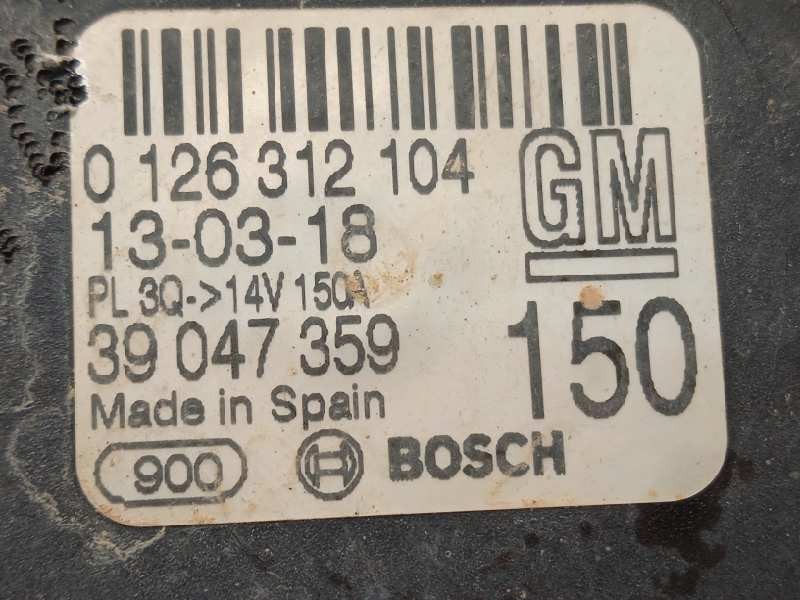 0 126 312 104
GM
13-03-18
PL 3Q->14V 150A
39 047 359
150
Made in Spain
900
BOSCH